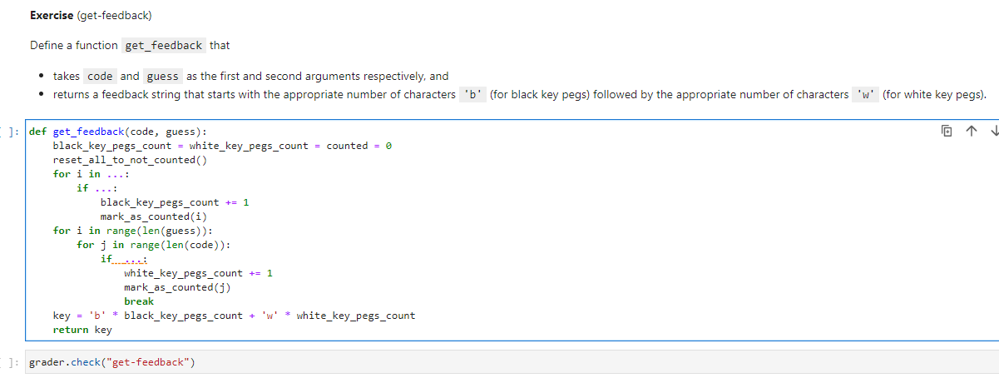 Exercise (get-feedback)
Define a function get_feedback that
• takes code and guess as the first and second arguments respectively, and
• returns a feedback string that starts with the appropriate number of characters 'b' (for black key pegs) followed by the appropriate number of characters 'w' (for white key pegs).
[ ]:
def get_feedback(code, guess):
    black_key_pegs_count = white_key_pegs_count = counted = 0
    reset_all_to_not_counted()
    for i in ...:
        if ...:
            black_key_pegs_count += 1
            mark_as_counted(i)
    for i in range(len(guess)):
        for j in range(len(code)):
            if ...:
                white_key_pegs_count += 1
                mark_as_counted(j)
                break
    key = 'b' * black_key_pegs_count + 'w' * white_key_pegs_count
    return key
[ ]:
grader.check("get-feedback")